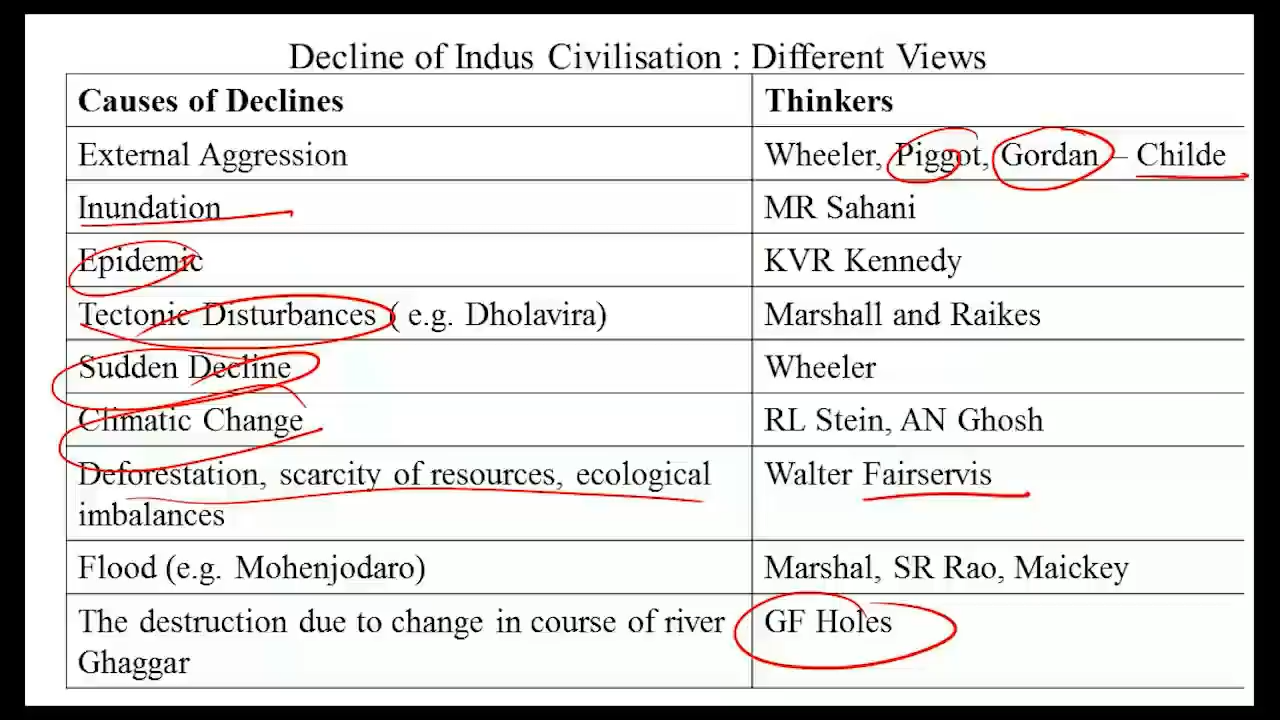 Decline of Indus Civilisation : Different Views
Causes of Declines
Thinkers
External Aggression
Wheeler, Piggot, Gordan – Childe
Inundation
MR Sahani
Epidemic
KVR Kennedy
Tectonic Disturbances ( e.g. Dholavira)
Marshall and Raikes
Sudden Decline
Wheeler
Climatic Change
RL Stein, AN Ghosh
Deforestation, scarcity of resources, ecological
imbalances
Walter Fairservis
Flood (e.g. Mohenjodaro)
Marshal, SR Rao, Maickey
The destruction due to change in course of river
Ghaggar
GF Holes